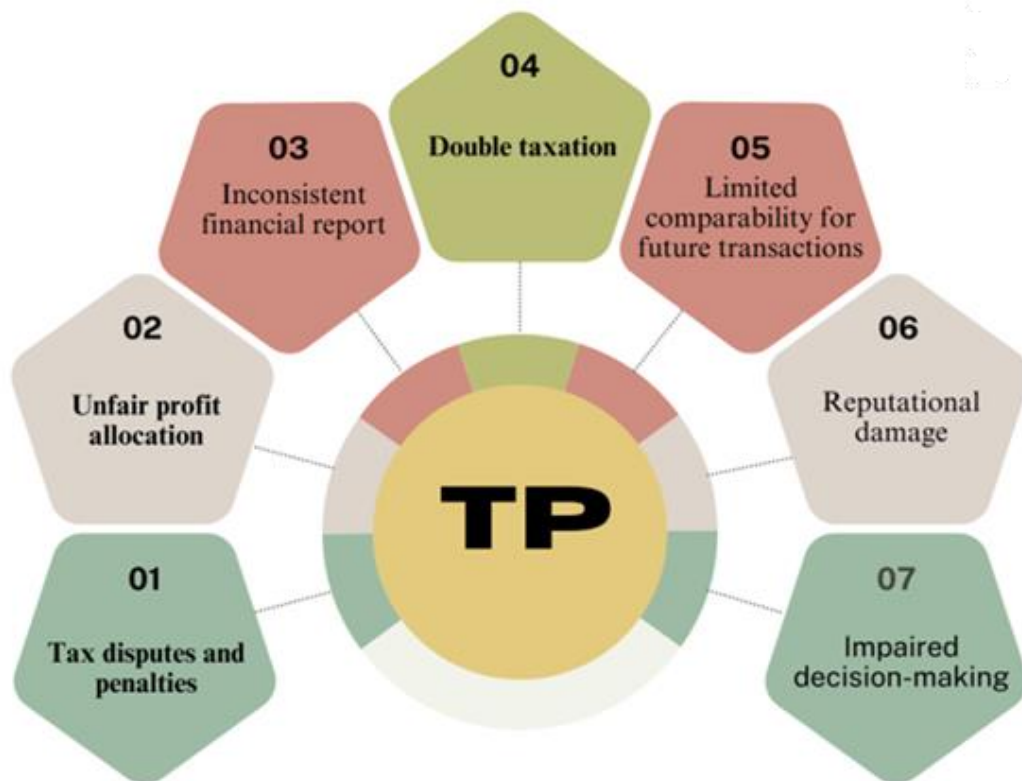 01
Tax disputes and
penalties
02
Unfair profit
allocation
03
Inconsistent
financial report
04
Double taxation
05
Limited
comparability for
future transactions
06
Reputational
damage
07
Impaired
decision-making
TP